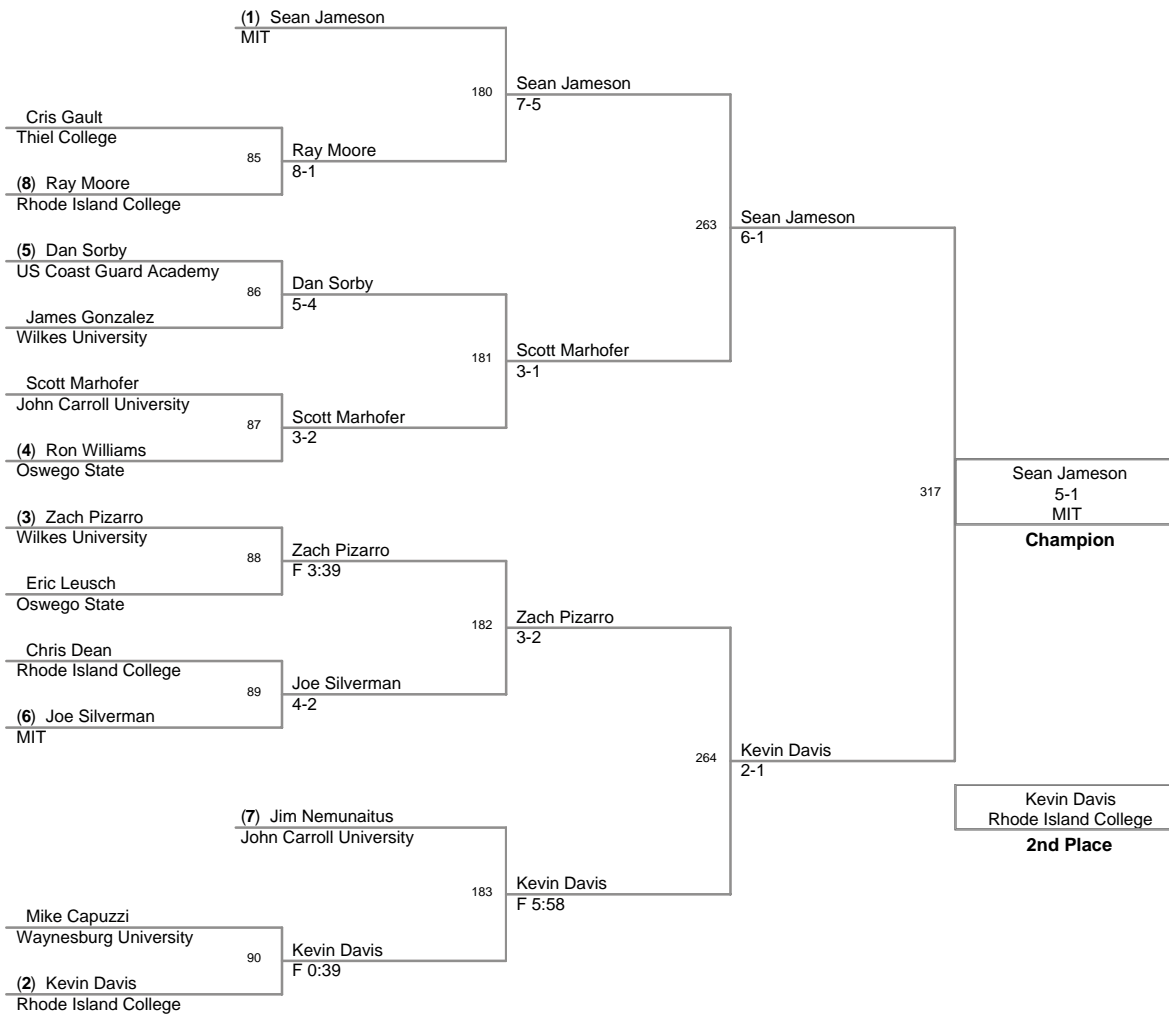 (1) Sean Jameson
MIT
180
Sean Jameson
7-5
Cris Gault
Thiel College
85
Ray Moore
8-1
(8) Ray Moore
Rhode Island College
263
Sean Jameson
6-1
(5) Dan Sorby
US Coast Guard Academy
86
Dan Sorby
5-4
James Gonzalez
Wilkes University
181
Scott Marhofer
3-1
Scott Marhofer
John Carroll University
87
Scott Marhofer
3-2
(4) Ron Williams
Oswego State
317
Sean Jameson
5-1
MIT
Champion
(3) Zach Pizarro
Wilkes University
88
Zach Pizarro
F 3:39
Eric Leusch
Oswego State
182
Zach Pizarro
3-2
Chris Dean
Rhode Island College
89
Joe Silverman
4-2
(6) Joe Silverman
MIT
264
Kevin Davis
2-1
Kevin Davis
Rhode Island College
2nd Place
(7) Jim Nemunaitus
John Carroll University
183
Kevin Davis
F 5:58
Mike Capuzzi
Waynesburg University
90
Kevin Davis
F 0:39
(2) Kevin Davis
Rhode Island College